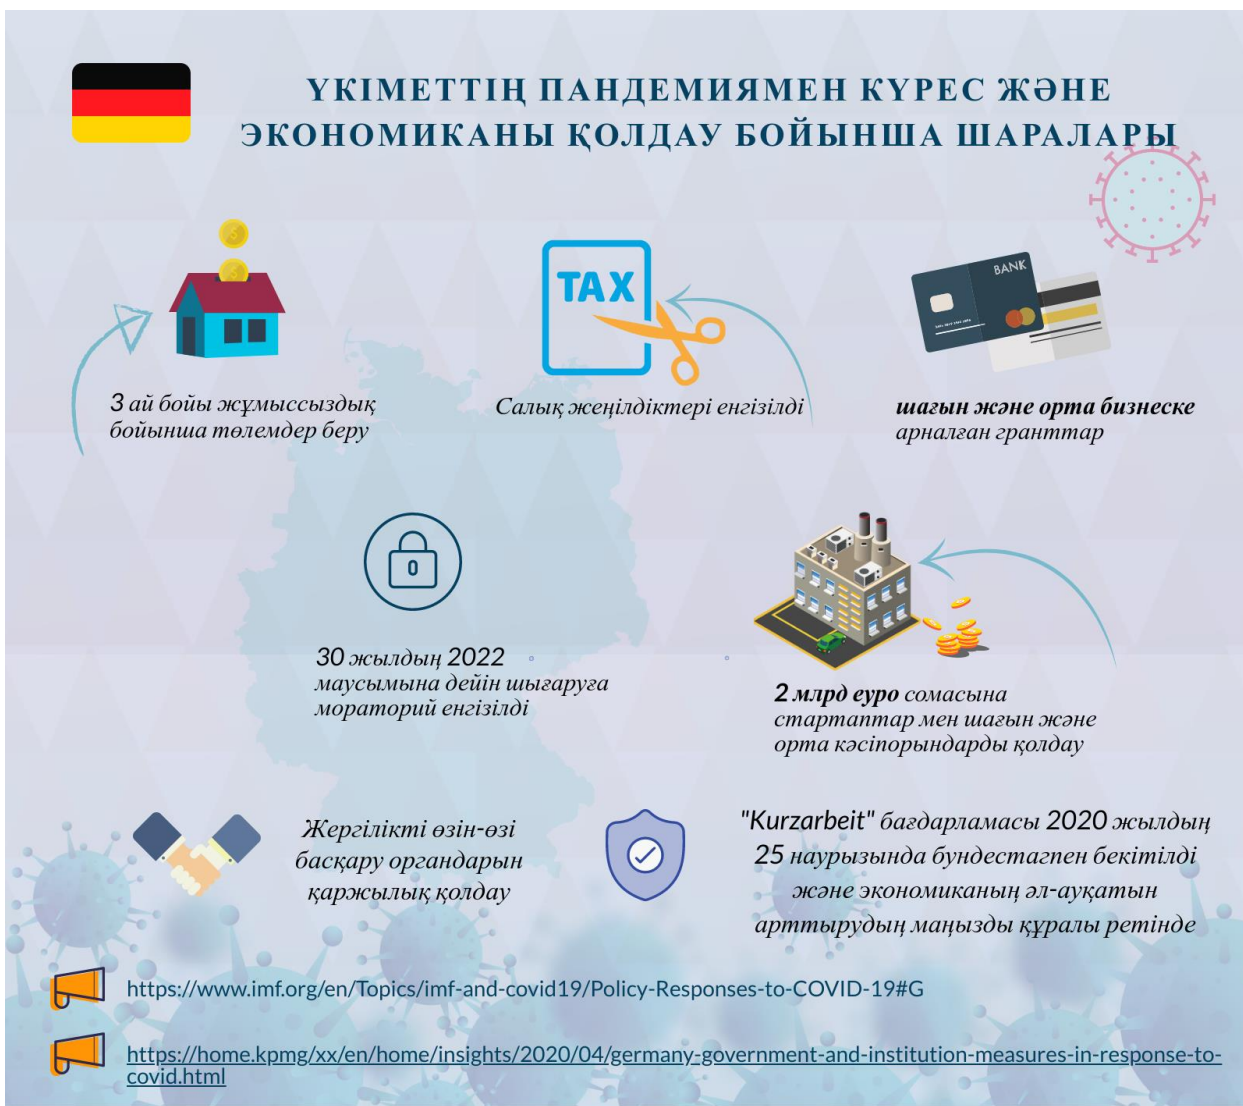 ҮКІМЕТТІҢ ПАНДЕМИЯМЕН КҮРЕС ЖӘНЕ
ЭКОНОМИКАНЫ ҚОЛДАУ БОЙЫНША ШАРАЛАРЫ
TAX
BANK
3 ай бойы жұмыссыздық
бойынша төлемдер беру
Салық жеңілдіктері енгізілді
шағын және орта бизнеске
арналған гранттар
30 жылдың 2022
маусымына дейін шығаруға
мораторий енгізілді
2 млрд еуро сомасына
стартаптар мен шағын және
орта кәсіпорындарды қолдау
Жергілікті өзін-өзі
басқару органдарын
қаржылық қолдау
"Kurzarbeit" бағдарламасы 2020 жылдың
25 наурызында бундестагпен бекітілді
және экономиканың әл-ауқатын
арттырудың маңызды құралы ретінде
https://www.imf.org/en/Topics/imf-and-covid19/Policy-Responses-to-COVID-19#G
https://home.kpmg/xx/en/home/insights/2020/04/germany-government-and-institution-measures-in-response-to-
covid.html